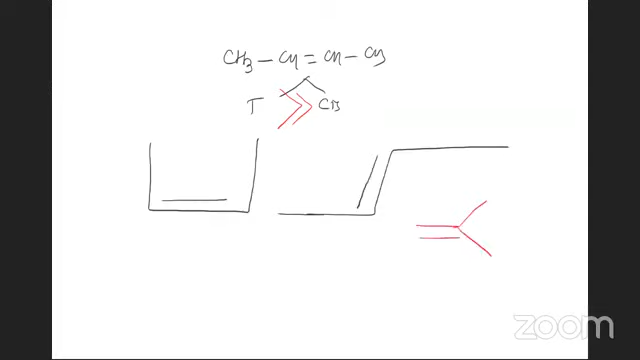 CH3 – CH = CH – CH3
T >> CIS
zoom